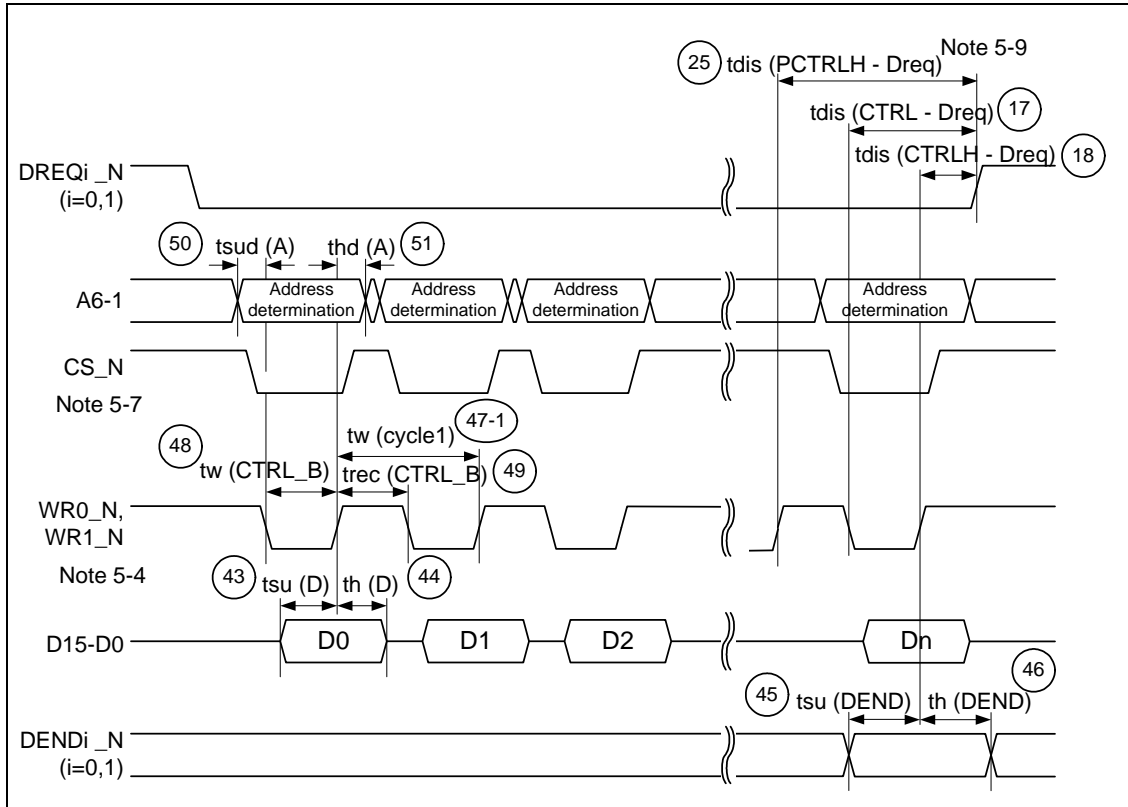 Note 5-9
25 tdis (PCTRLH - Dreq)
tdis (CTRL - Dreq) 17
tdis (CTRLH - Dreq) 18
DREQi _N
(i=0,1)
50 tsud (A) thd (A) 51
A6-1
Address
determination
Address
determination
Address
determination
Address
determination
CS_N
Note 5-7
47-1
tw (cycle1)
48
tw (CTRL_B) trec (CTRL_B) 49
WR0_N,
WR1_N
Note 5-4
43 tsu (D) th (D) 44
D15-D0 D0 D1 D2 Dn
45 tsu (DEND) th (DEND) 46
DENDi _N
(i=0,1)